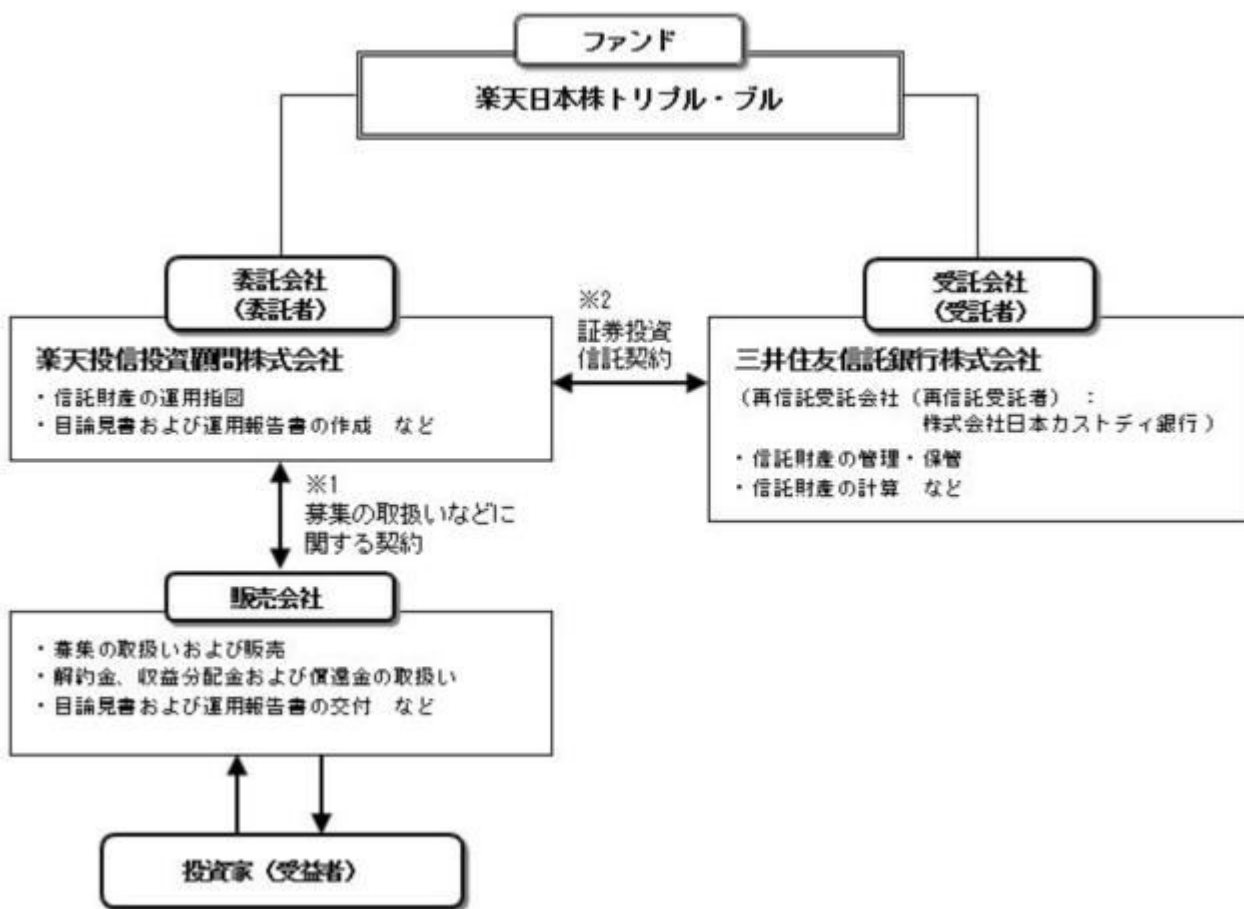 ファンド
楽天日本株トリプル・ブル
委託会社
(委託者)
楽天投信投資顧問株式会社
・信託財産の運用指図
・目論見書および運用報告書の作成 など
※2
証券投資
信託契約
受託会社
(受託者)
三井住友信託銀行株式会社
(再信託受託会社(再信託受託者) :
株式会社日本カストディ銀行)
・信託財産の管理・保管
・信託財産の計算 など
※1
募集の取扱いなどに
関する契約
販売会社
・募集の取扱いおよび販売
・解約金、収益分配金および償還金の取扱い
・目論見書および運用報告書の交付 など
投資家(受益者)